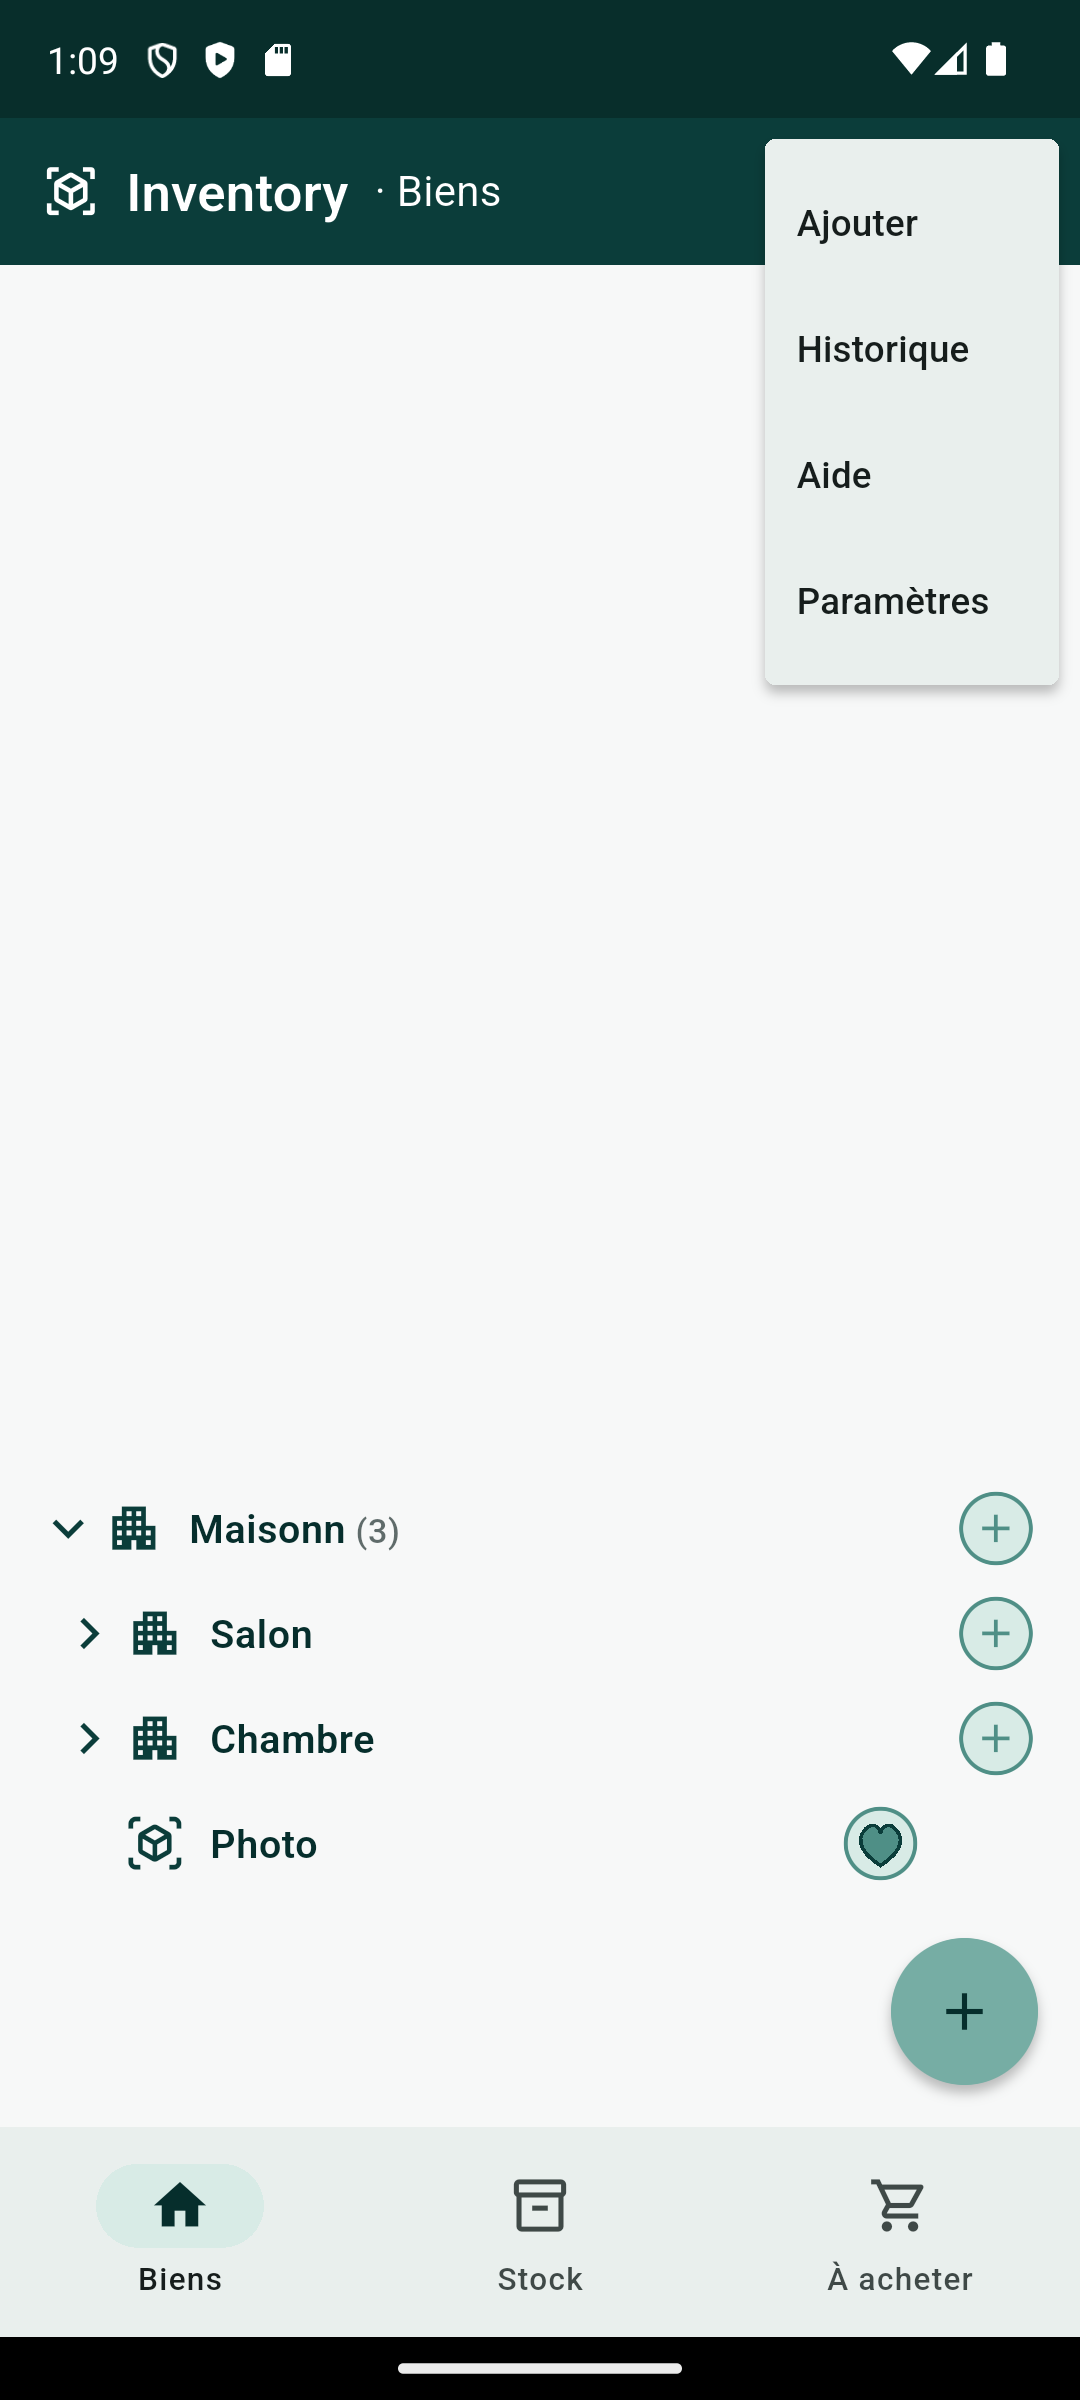 1:09
Inventory · Biens
Ajouter
Historique
Aide
Paramètres
Maisonn (3)
Salon
Chambre
Photo
Biens
Stock
À acheter